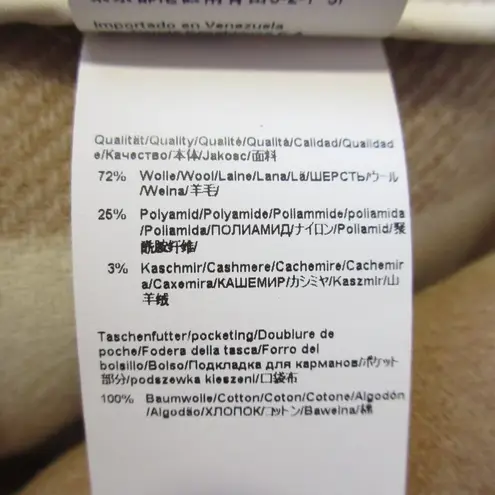 Importado en Venezuela
Qualität/Quality/Qualité/Qualità/Calidad/Qualidad
e/Качество/本体/Jakosc/面料
72% Wolle/Wool/Laine/Lana/Lã/ШЕРСТЬ/ウール
/Welna/羊毛/
25% Polyamid/Polyamide/Poliammide/poliamida
/Poliamida/ПОЛИАМИД/ナイロン/Poliamid/聚
酰胺纤维/
3% Kaschmir/Cashmere/Cachemire/Cachemir
a/Caxemira/КАШЕМИР/カシミヤ/Kaszmir/山
羊绒
Taschenfutter/pocketing/Doublure de
poche/Fodera della tasca/Forro del
bolsillo/Bolso/Подкладка для карманов/ポケット
部分/podszewka kieszeni/口袋布
100% Baumwolle/Cotton/Coton/Cotone/Algodón
/Algodão/ХЛОПОК/コットン/Bawelna/棉